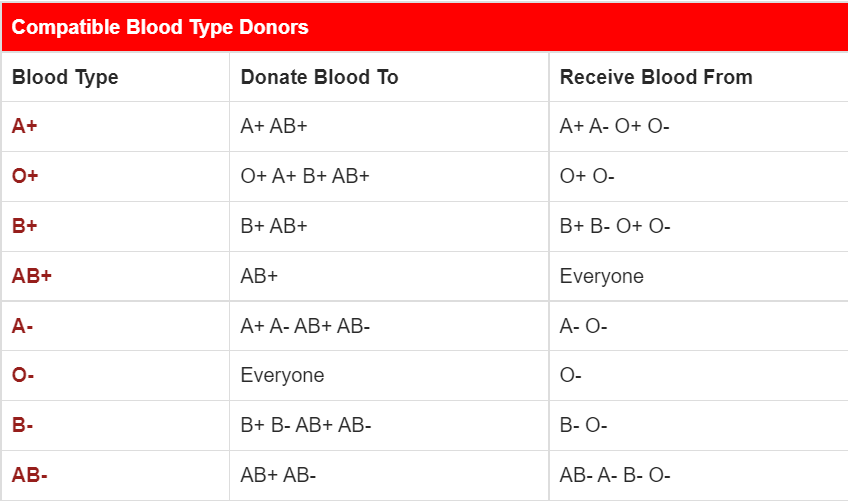 Compatible Blood Type Donors
Blood Type Donate Blood To Receive Blood From
A+ A+ AB+ A+ A- O+ O-
O+ O+ A+ B+ AB+ O+ O-
B+ B+ AB+ B+ B- O+ O-
AB+ AB+ Everyone
A- A+ A- AB+ AB- A- O-
O- Everyone O-
B- B+ B- AB+ AB- B- O-
AB- AB+ AB- AB- A- B- O-